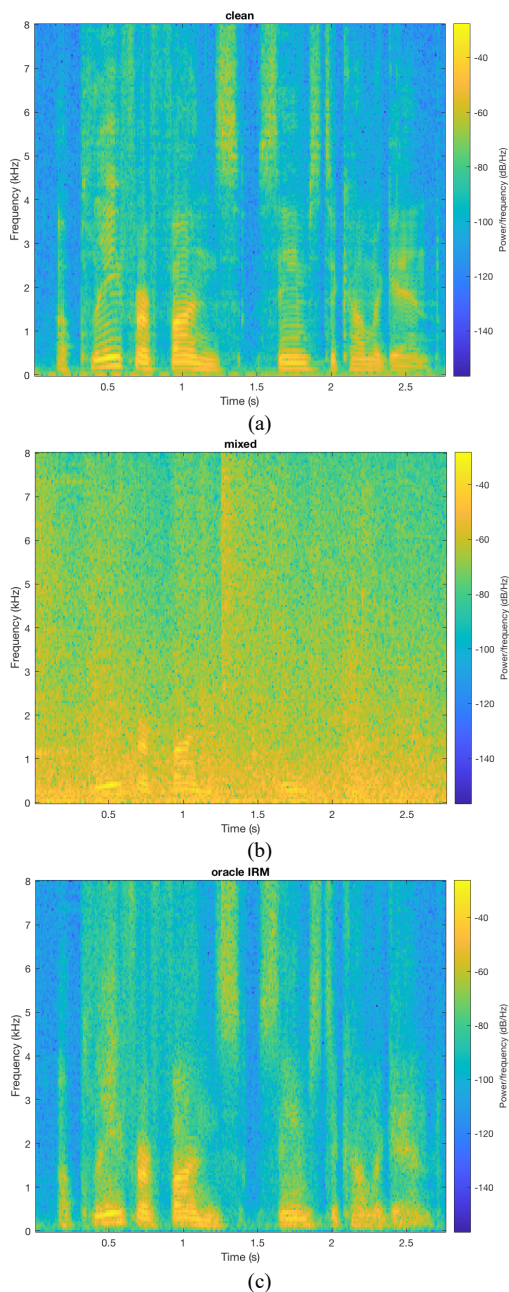 clean
8
7
6
5
4
3
2
1
0
Frequency (kHz)
0.5 1 1.5 2 2.5
Time (s)
-40
-60
-80
-100
-120
-140
Power/frequency (dB/Hz)
(a)
mixed
8
7
6
5
4
3
2
1
0
Frequency (kHz)
0.5 1 1.5 2 2.5
Time (s)
-40
-60
-80
-100
-120
-140
Power/frequency (dB/Hz)
(b)
oracle IRM
8
7
6
5
4
3
2
1
0
Frequency (kHz)
0.5 1 1.5 2 2.5
Time (s)
-40
-60
-80
-100
-120
-140
Power/frequency (dB/Hz)
(c)